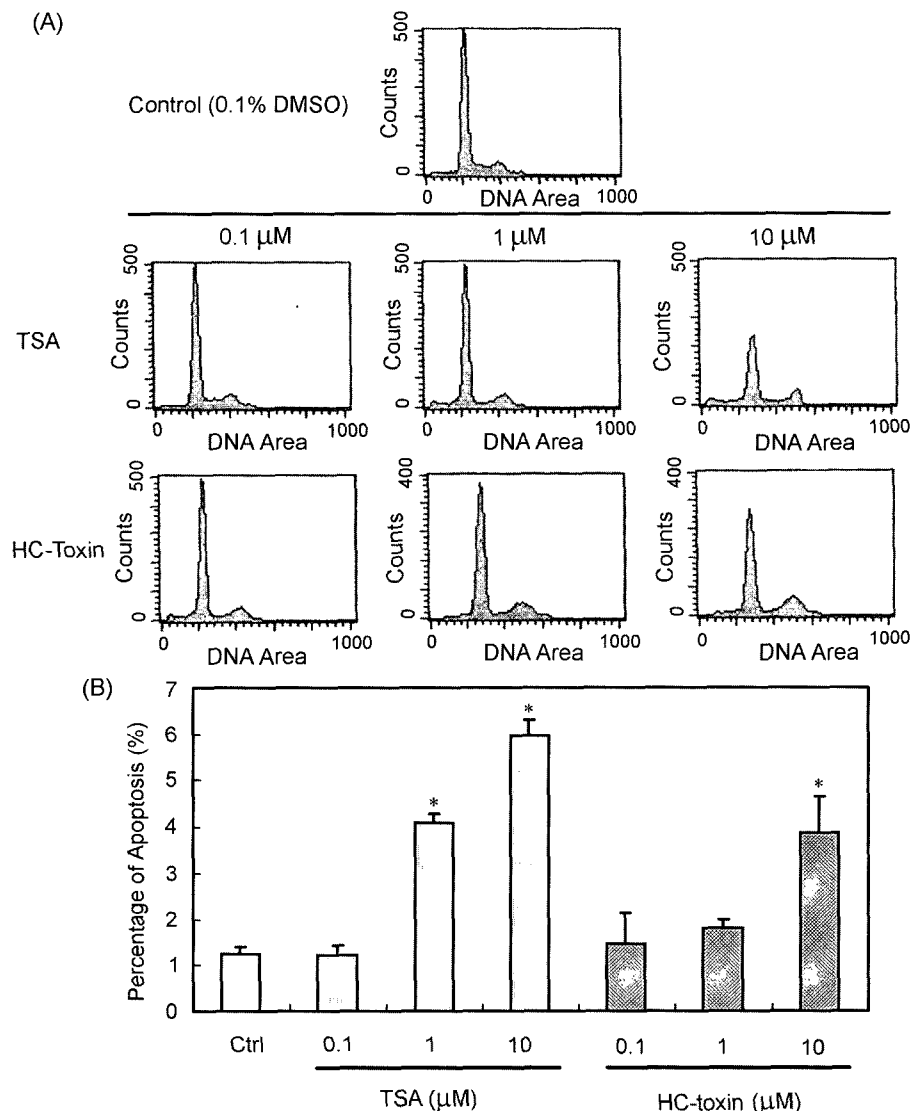 (A)
Control (0.1% DMSO)
500
Counts
0
0 1000
DNA Area
0.1 μM 1 μM 10 μM
TSA
500 500 500
Counts Counts Counts
0 0 0
0 1000 0 1000 0 1000
DNA Area DNA Area DNA Area
HC-Toxin
500 400 400
Counts Counts Counts
0 0 0
0 1000 0 1000 0 1000
DNA Area DNA Area DNA Area
(B)
Percentage of Apoptosis (%)
7
6
5
4
3
2
1
0
* * *
Ctrl 0.1 1 10 0.1 1 10
TSA (μM) HC-toxin (μM)